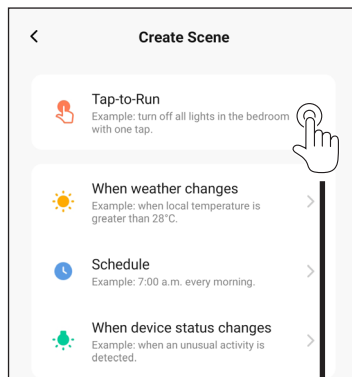 Create Scene
Tap-to-Run
Example: turn off all lights in the bedroom
with one tap.
When weather changes
Example: when local temperature is
greater than 28°C.
Schedule
Example: 7:00 a.m. every morning.
When device status changes
Example: when an unusual activity is
detected.